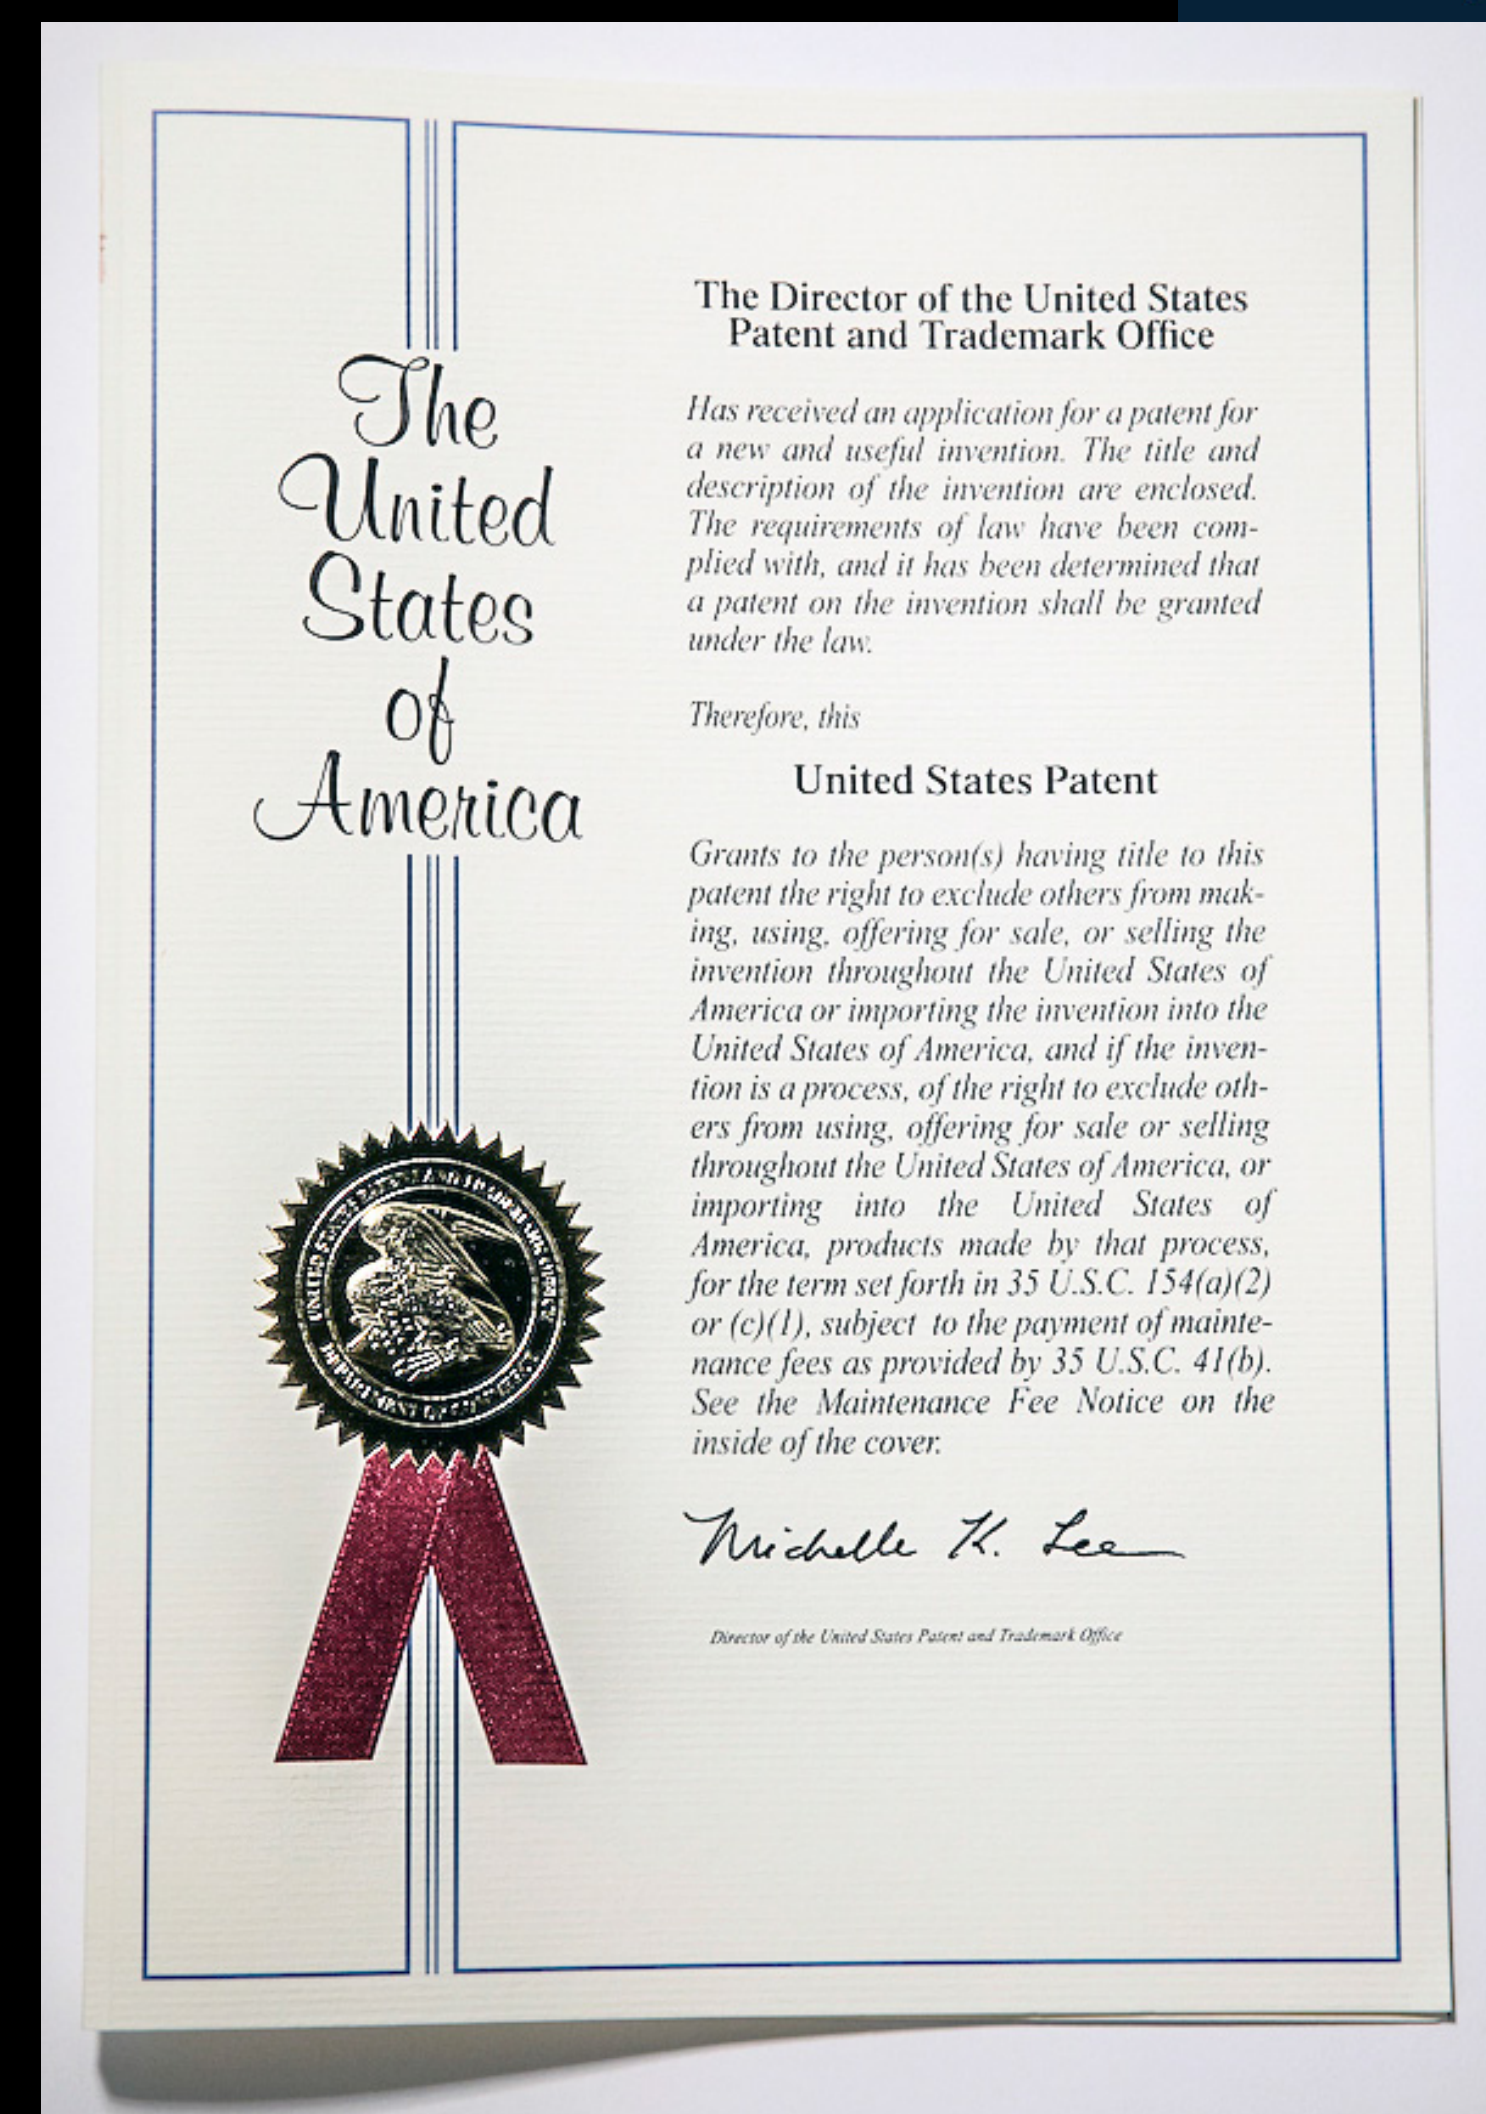 The
United
States
of
America
The Director of the United States
Patent and Trademark Office
Has received an application for a patent for
a new and useful invention. The title and
description of the invention are enclosed.
The requirements of law have been com-
plied with, and it has been determined that
a patent on the invention shall be granted
under the law.
Therefore, this
United States Patent
Grants to the person(s) having title to this
patent the right to exclude others from mak-
ing, using, offering for sale, or selling the
invention throughout the United States of
America or importing the invention into the
United States of America, and if the inven-
tion is a process, of the right to exclude oth-
ers from using, offering for sale or selling
throughout the United States of America, or
importing into the United States of
America, products made by that process,
for the term set forth in 35 U.S.C. 154(a)(2)
or (c)(1), subject to the payment of mainte-
nance fees as provided by 35 U.S.C. 41(b).
See the Maintenance Fee Notice on the
inside of the cover.
Michelle K. Lee
Director of the United States Patent and Trademark Office
UNITED STATES PATENT AND TRADEMARK OFFICE
DEPARTMENT OF COMMERCE